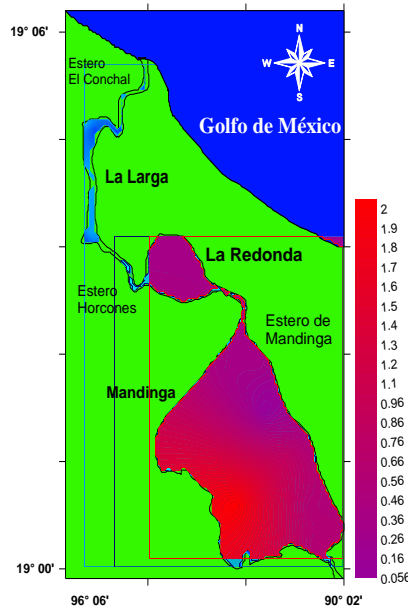 19° 06'
Estero
El Conchal
N
W
E
S
Golfo de México
La Larga
La Redonda
Estero
Horcones
Estero de
Mandinga
Mandinga
2
1.9
1.8
1.7
1.6
1.5
1.4
1.3
1.2
1.1
0.96
0.86
0.76
0.66
0.56
0.46
0.36
0.26
0.16
0.056
19° 00'
96° 06'
90° 02'